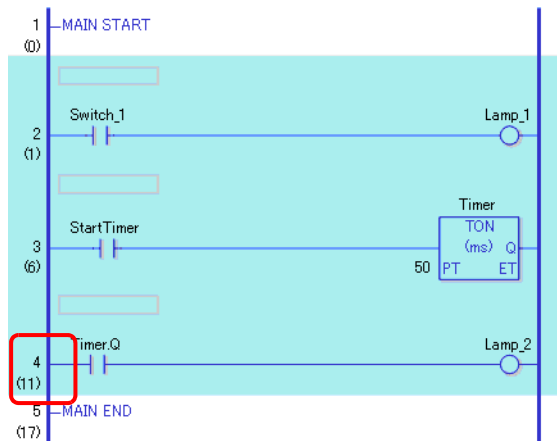 1 MAIN START
(0)
Switch_1 Lamp_1
2
(1)
Timer
StartTimer TON
3 (ms) Q
(6) 50 PT ET
Timer.Q Lamp_2
4
(11)
5 MAIN END
(17)